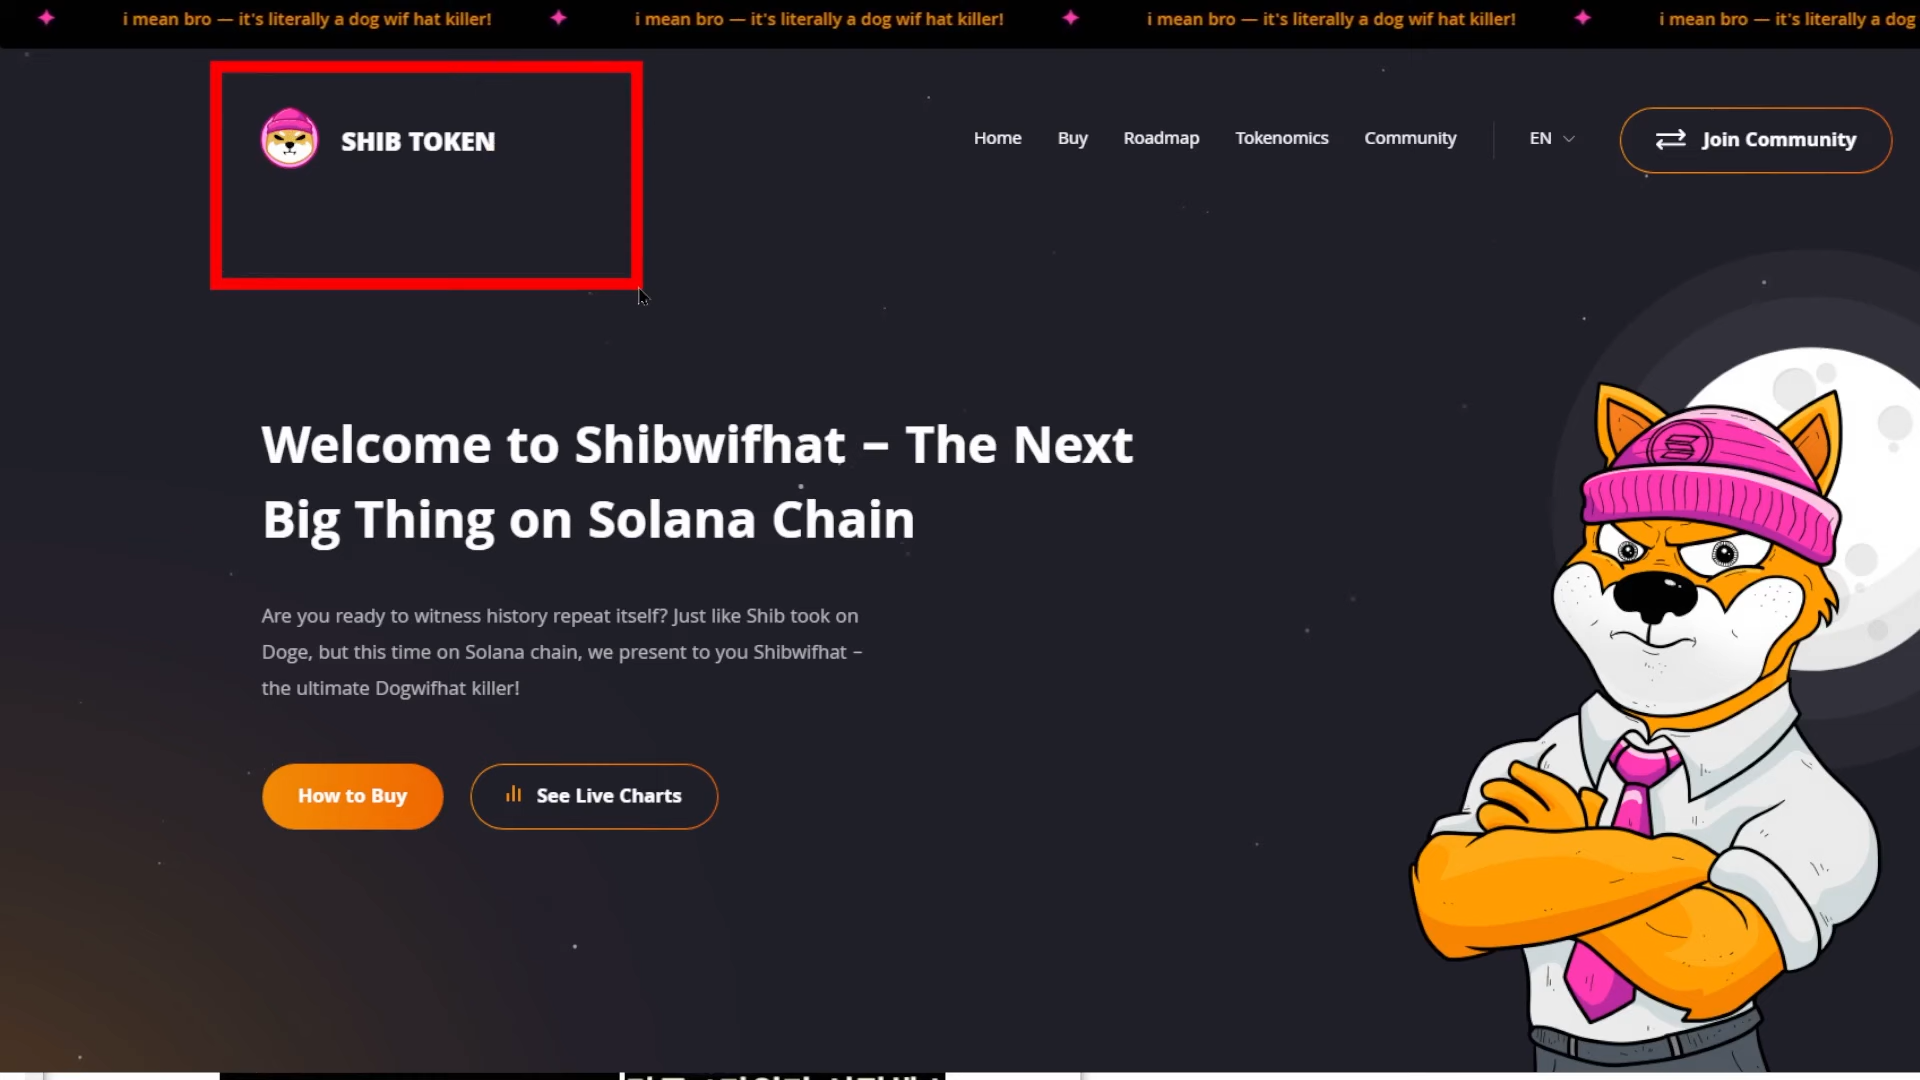 i mean bro — it's literally a dog wif hat killer! i mean bro — it's literally a dog wif hat killer! i mean bro — it's literally a dog wif hat killer! i mean bro — it's literally a dog
SHIB TOKEN
Home Buy Roadmap Tokenomics Community EN Join Community
Welcome to Shibwifhat – The Next
Big Thing on Solana Chain
Are you ready to witness history repeat itself? Just like Shib took on
Doge, but this time on Solana chain, we present to you Shibwifhat –
the ultimate Dogwifhat killer!
How to Buy See Live Charts